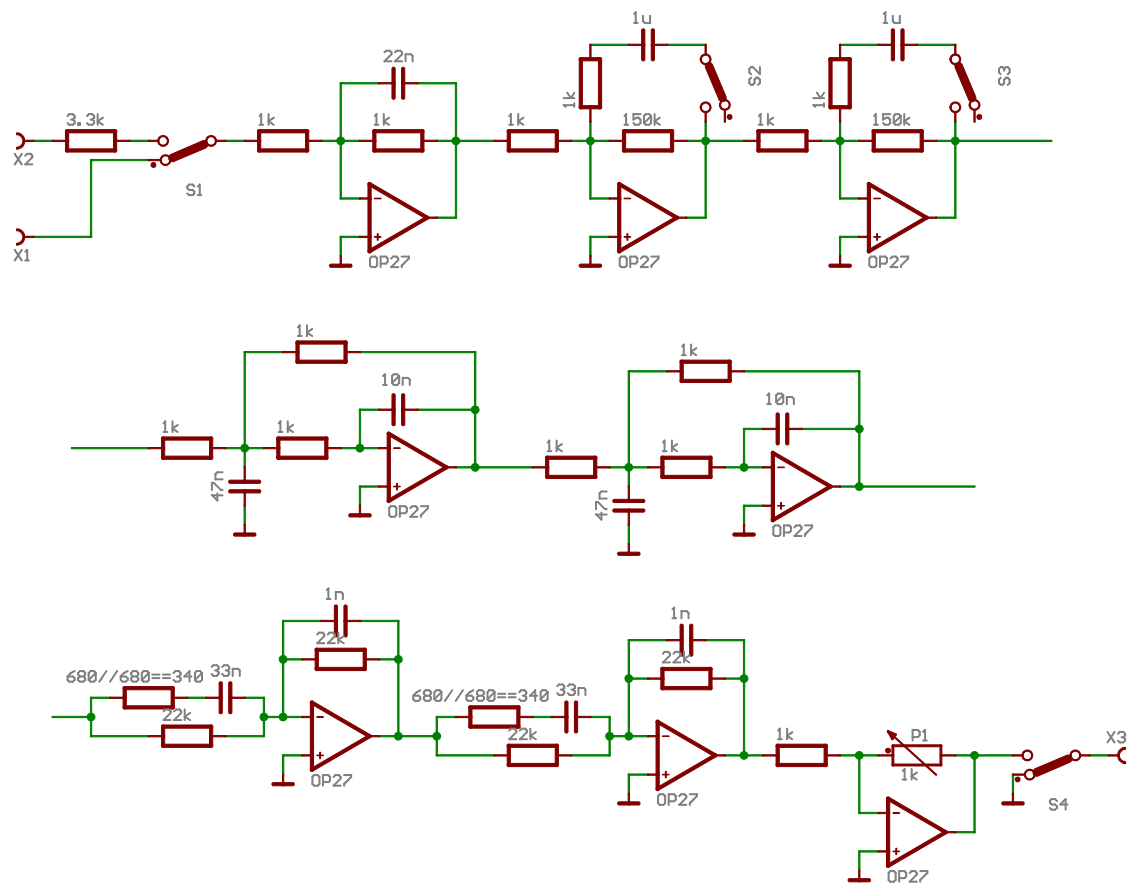 1u
1u
22n
S2
S3
1k
1k
3.3k
1k
1k
1k
150k
1k
150k
X2
S1
X1
OP27
OP27
OP27
1k
1k
10n
10n
1k
1k
1k
1k
47n
47n
OP27
OP27
1n
1n
22k
22k
680//680==340
33n
680//680==340
33n
22k
22k
1k
P1
X3
1k
OP27
OP27
S4
OP27